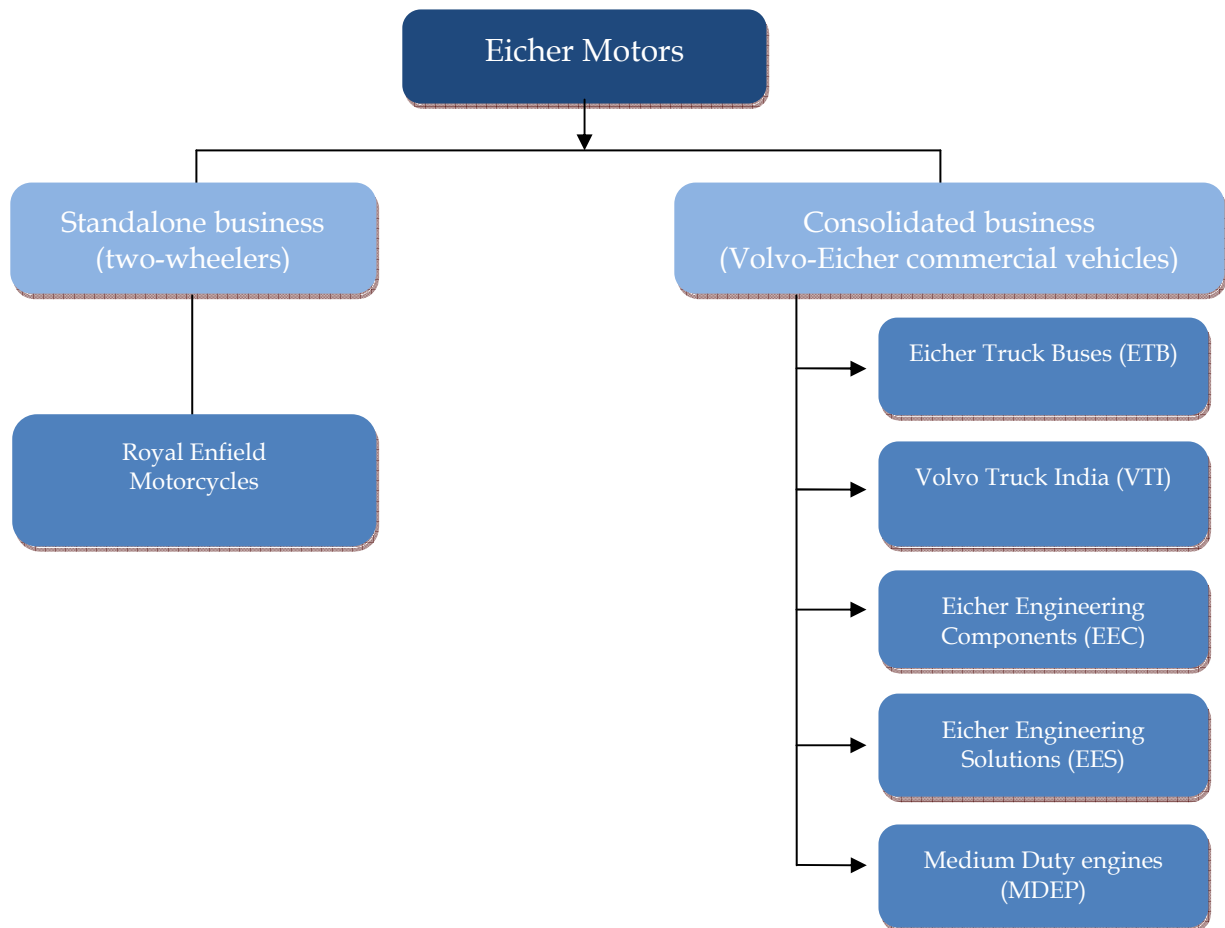 Eicher Motors
Standalone business
(two-wheelers)
Royal Enfield
Motorcycles
Consolidated business
(Volvo-Eicher commercial vehicles)
Eicher Truck Buses (ETB)
Volvo Truck India (VTI)
Eicher Engineering
Components (EEC)
Eicher Engineering
Solutions (EES)
Medium Duty engines
(MDEP)